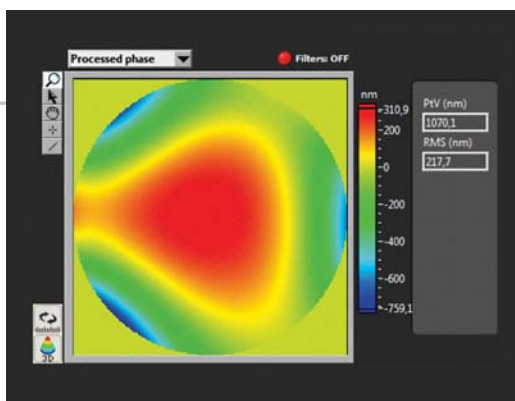 Processed phase
Filters: OFF
nm
310,9
-200
-0
-200
-400
-600
-759,1
PtV (nm)
1070,1
RMS (nm)
217,7
3D